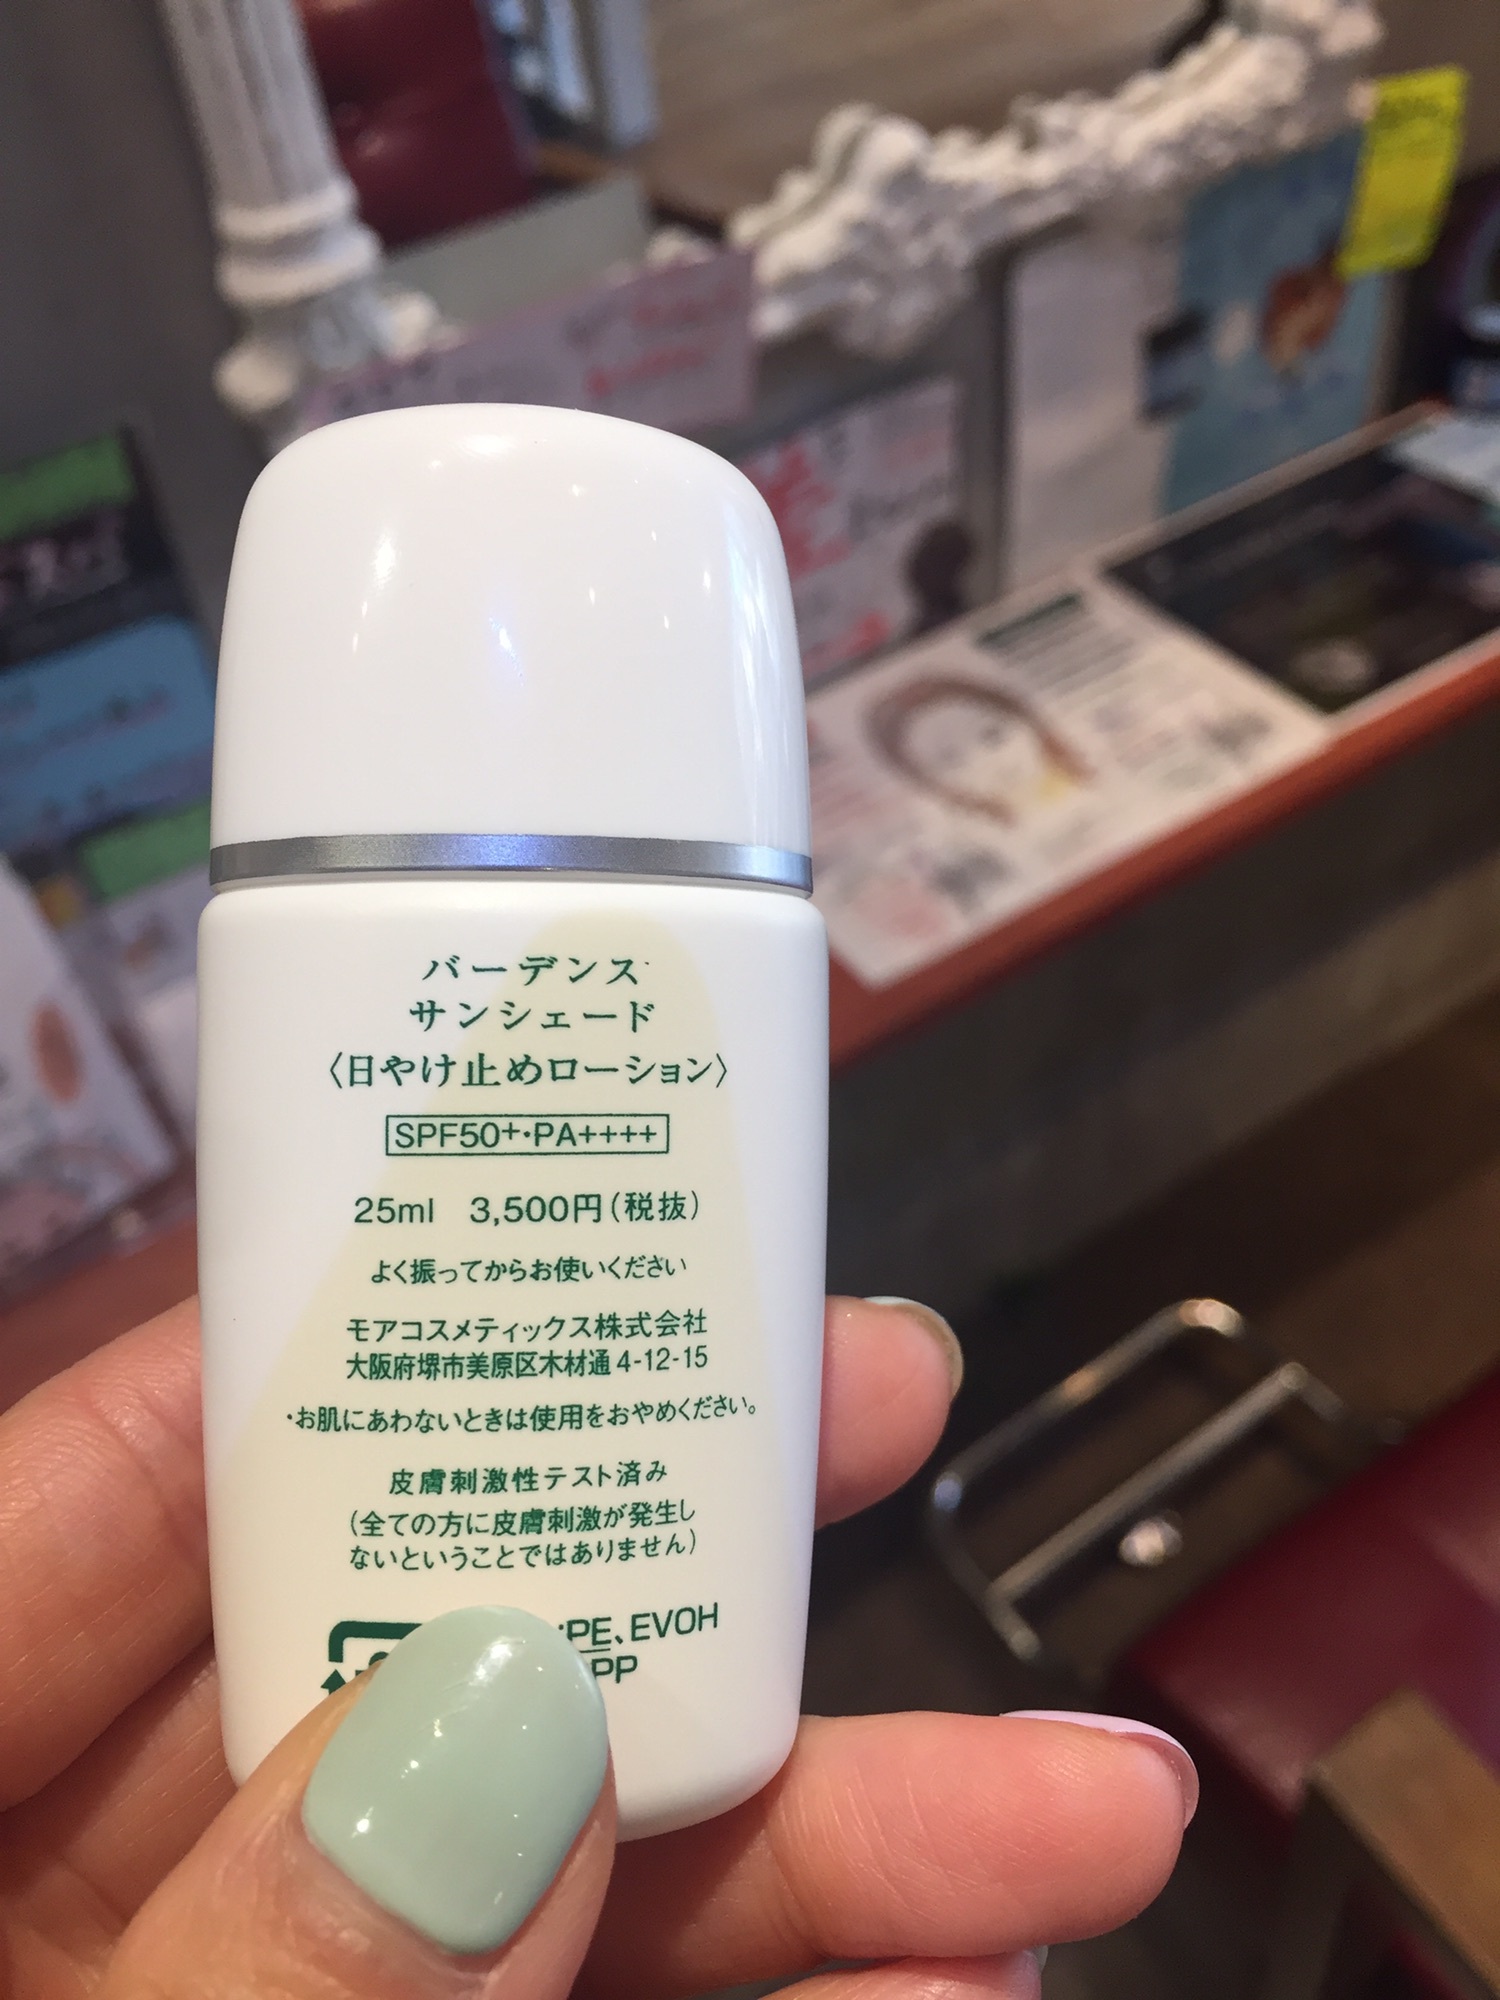 バーデンス
サンシェード
〈日やけ止めローション〉
SPF50+・PA++++
25ml 3,500円(税抜)
よく振ってからお使いください
モアコスメティックス株式会社
大阪府堺市美原区木材通4-12-15
・お肌にあわないときは使用をおやめください。
皮膚刺激性テスト済み
(全ての方に皮膚刺激が発生し
ないということではありません)
:PE、EVOH
PP